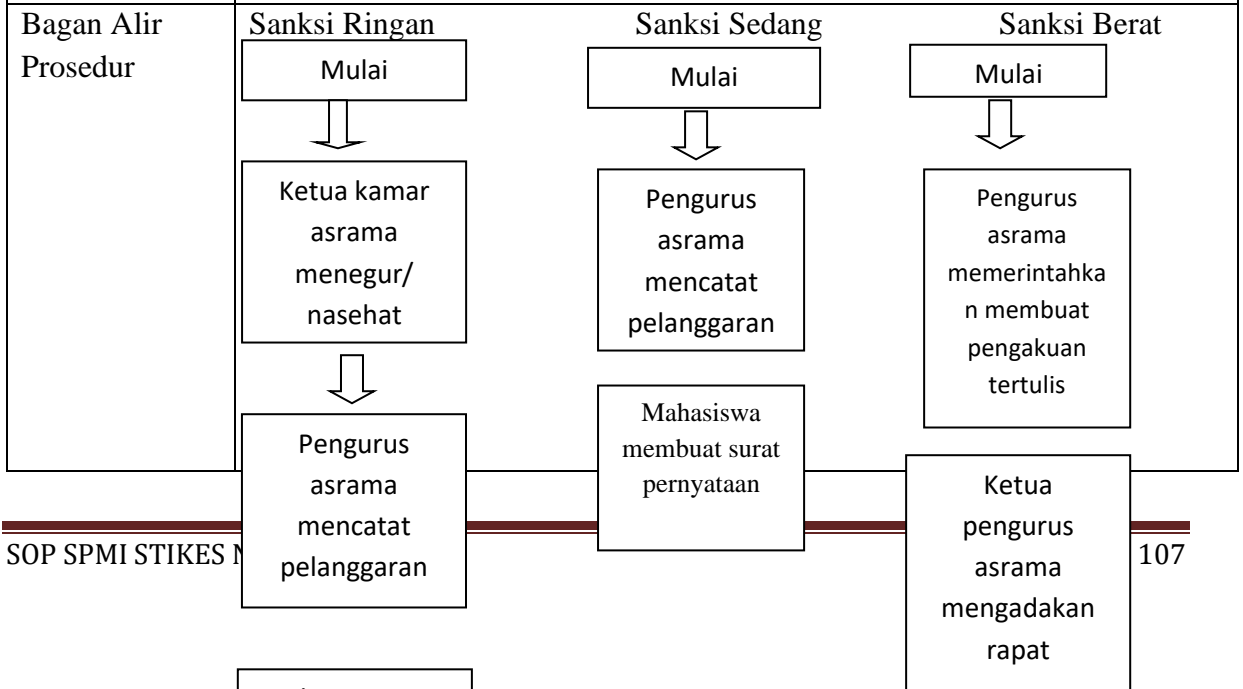 Bagan Alir
Prosedur
Sanksi Ringan
Mulai
Ketua kamar
asrama
menegur/
nasehat
Pengurus
asrama
mencatat
pelanggaran
Sanksi Sedang
Mulai
Pengurus
asrama
mencatat
pelanggaran
Mahasiswa
membuat surat
pernyataan
Sanksi Berat
Mulai
Pengurus
asrama
memerintahka
n membuat
pengakuan
tertulis
Ketua
pengurus
asrama
mengadakan
rapat
SOP SPMI STIKES
107